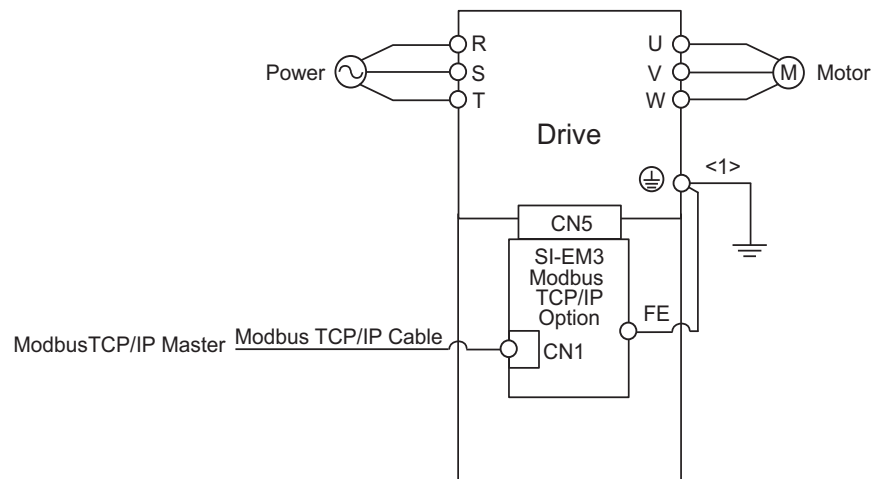 R
U
Power
S
V
M
Motor
T
W
Drive
<1>
CN5
SI-EM3
Modbus
TCP/IP
Option
FE
ModbusTCP/IP Master
Modbus TCP/IP Cable
CN1